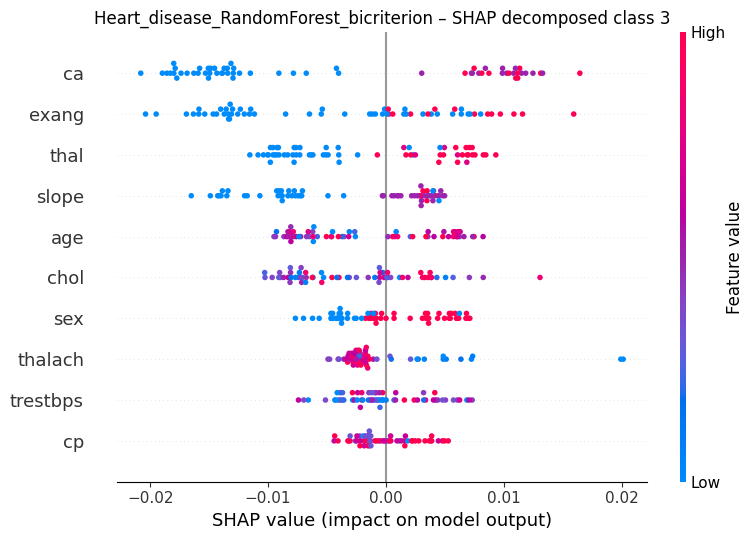 Heart_disease_RandomForest_bicriterion – SHAP decomposed class 3
High
ca
exang
thal
slope
age
chol
sex
thalach
trestbps
cp
Feature value
Low
−0.02 −0.01 0.00 0.01 0.02
SHAP value (impact on model output)